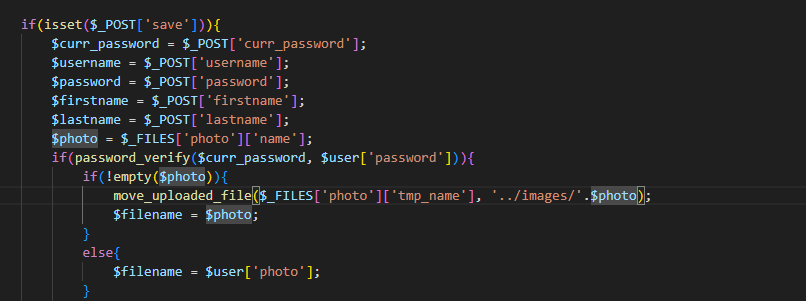 if(isset($_POST['save'])){
$curr_password = $_POST['curr_password'];
$username = $_POST['username'];
$password = $_POST['password'];
$firstname = $_POST['firstname'];
$lastname = $_POST['lastname'];
$photo = $_FILES['photo']['name'];
if(password_verify($curr_password, $user['password'])){
if(!empty($photo)){
move_uploaded_file($_FILES['photo']['tmp_name'], '../images/'.$photo);
$filename = $photo;
}
else{
$filename = $user['photo'];
}